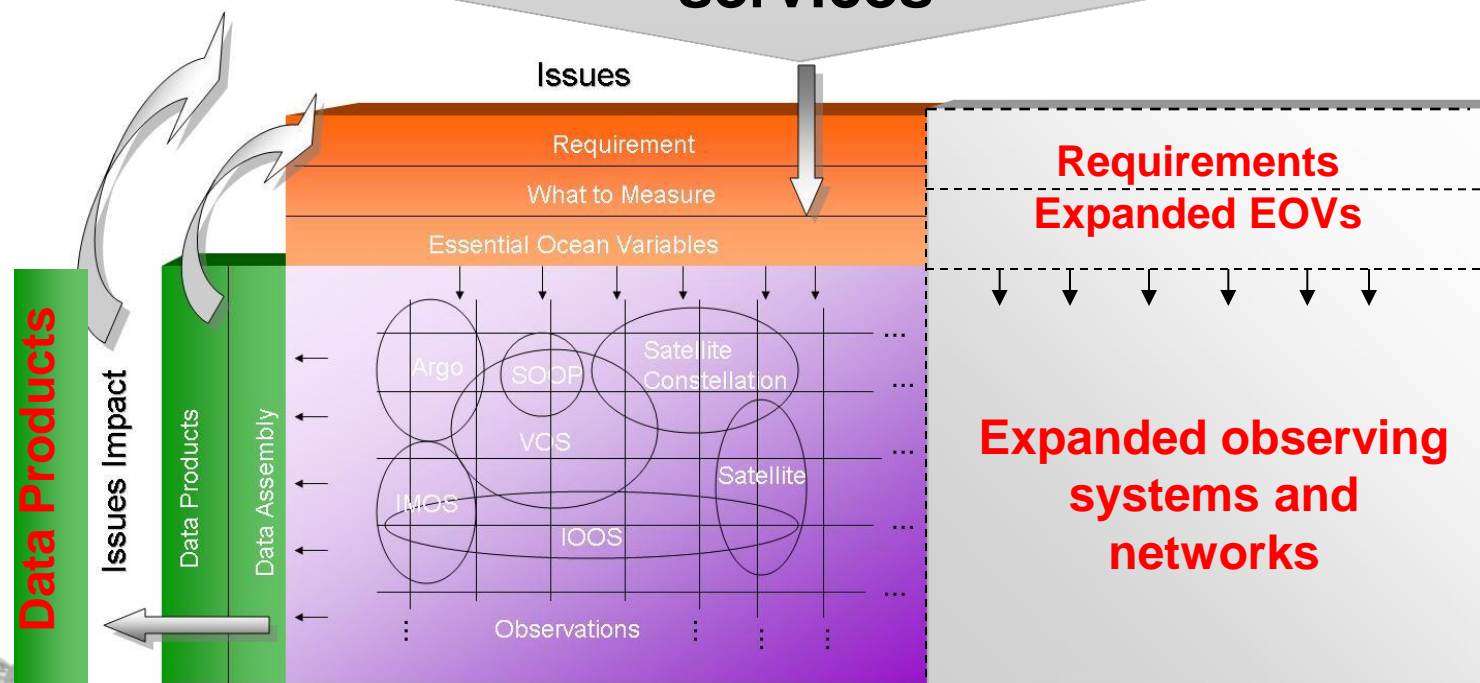 services
Issues
Requirement
What to Measure
Essential Ocean Variables
Requirements
Expanded EOVs
Data Products
Issues Impact
Data Products
Data Assembly
Argo
SOOP
Satellite
Constellation
...
...
VOS
Satellite
...
IMOS
IOOS
...
...
Observations
Expanded observing
systems and
networks